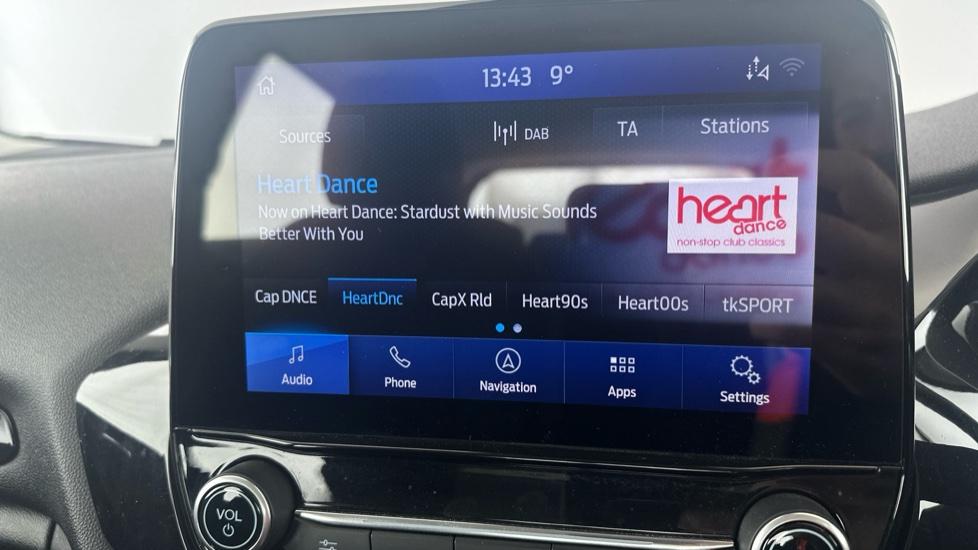 13:43 9°
Sources DAB TA Stations
Heart Dance
Now on Heart Dance: Stardust with Music Sounds
Better With You
heart
dance
non-stop club classics
Cap DNCE HeartDnc CapX Rld Heart90s Heart00s tkSPORT
Audio Phone Navigation Apps Settings
VOL